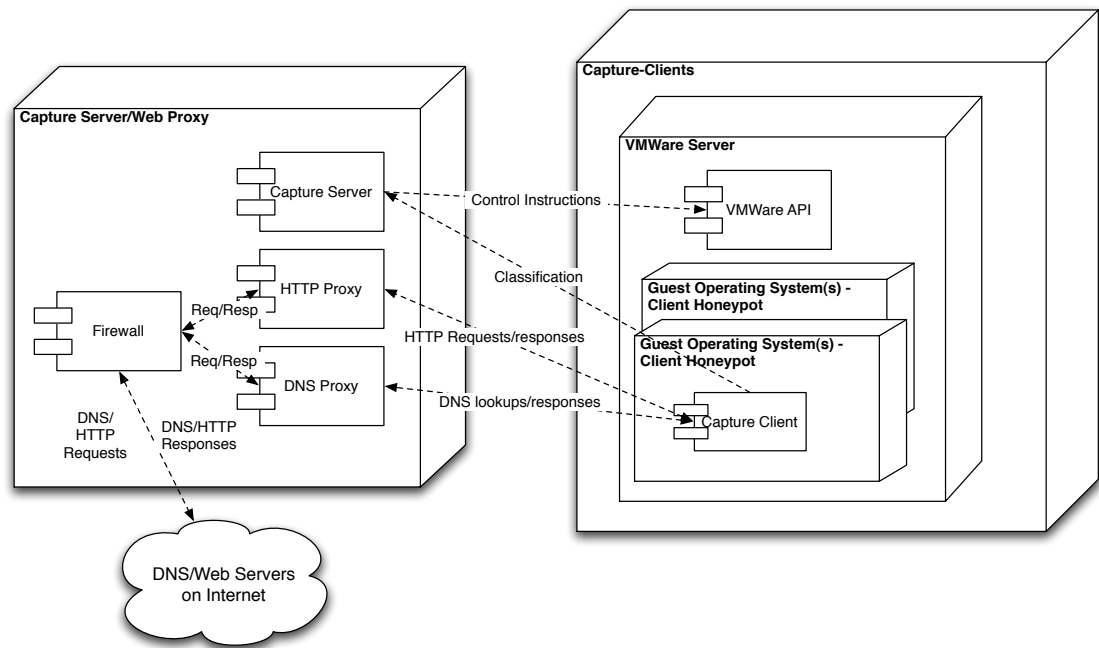 Capture Server/Web Proxy
Capture Server
HTTP Proxy
Req/Resp
Firewall
Req/Resp
DNS Proxy
DNS/
HTTP
Requests
DNS/HTTP
Responses
DNS/Web Servers
on Internet
Control Instructions
Classification
HTTP Requests/responses
DNS lookups/responses
Capture-Clients
VMWare Server
VMWare API
Guest Operating System(s) -
Client Honeypot
Guest Operating System(s) -
Client Honeypot
Capture Client